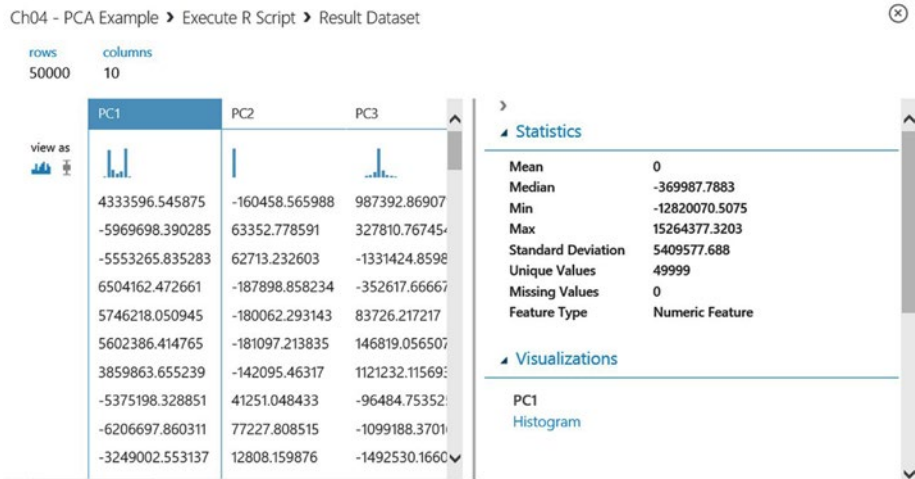 Ch04 - PCA Example > Execute R Script > Result Dataset
rows columns
50000 10
view as
PC1 PC2 PC3
4333596.545875 -160458.565988 987392.86907
-5969698.390285 63352.778591 327810.767454
-5553265.835283 62713.232603 -1331424.8598
6504162.472661 -187898.858234 -352617.66667
5746218.050945 -180062.293143 83726.217217
5602386.414765 -181097.213835 146819.056507
3859863.655239 -142095.46317 1121232.115693
-5375198.328851 41251.048433 -96484.75352
-6206697.860311 77227.808515 -1099188.3701
-3249002.553137 12808.159876 -1492530.1660
Statistics
Mean 0
Median -369987.7883
Min -12820070.5075
Max 15264377.3203
Standard Deviation 5409577.688
Unique Values 49999
Missing Values 0
Feature Type Numeric Feature
Visualizations
PC1
Histogram